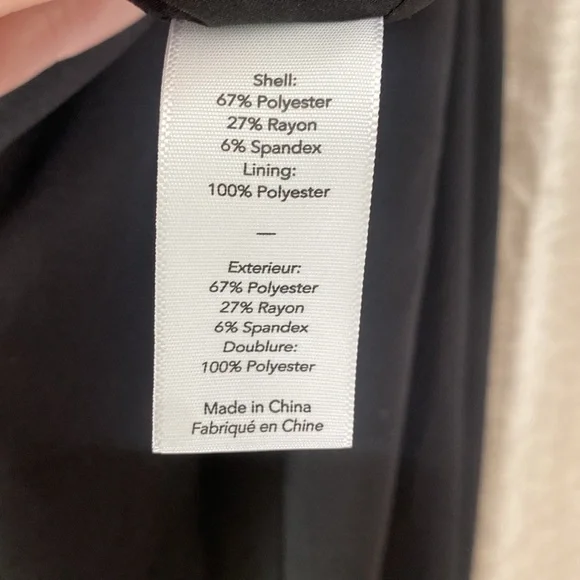 Shell:
67% Polyester
27% Rayon
6% Spandex
Lining:
100% Polyester
—
Exterieur:
67% Polyester
27% Rayon
6% Spandex
Doublure:
100% Polyester
Made in China
Fabriqué en Chine